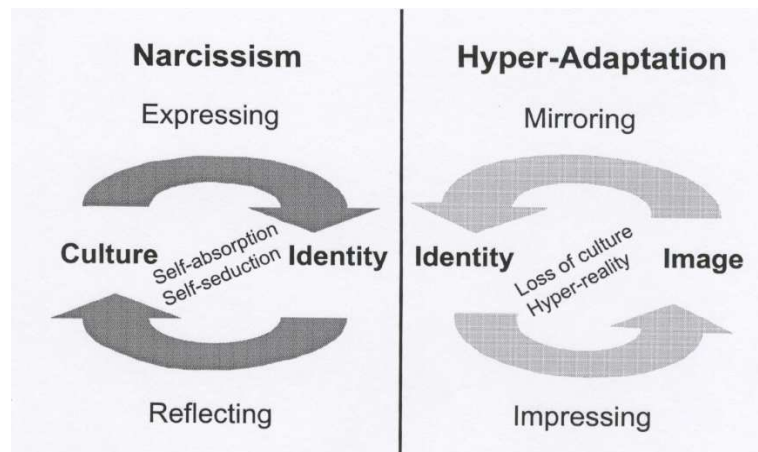 Narcissism
Expressing
Culture
Self-absorption
Self-seduction
Identity
Reflecting
Hyper-Adaptation
Mirroring
Identity
Loss of culture
Hyper-reality
Image
Impressing